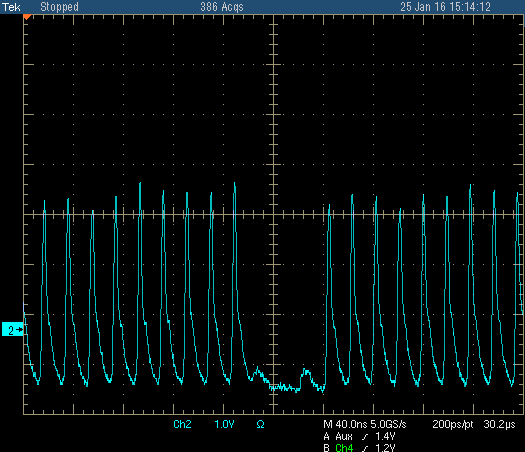 Tek Stopped 386 Acqs 25 Jan 16 15:14:12
2
Ch2 1.0V Ω M 40.0ns 5.0GS/s 200ps/pt 30.2µs
A Aux ∕ 1.4V
B Ch4 ∕ 1.2V